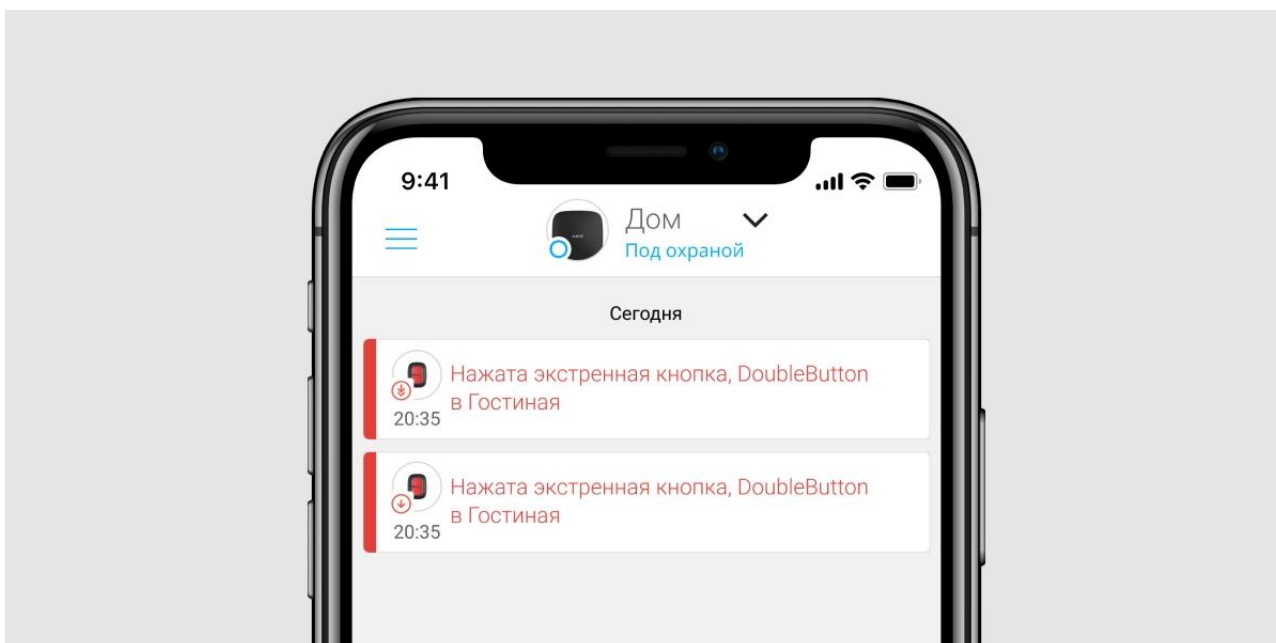 9:41
Дом
Под охраной
Сегодня
Нажата экстренная кнопка, DoubleButton
в Гостиная
20:35
Нажата экстренная кнопка, DoubleButton
в Гостиная
20:35